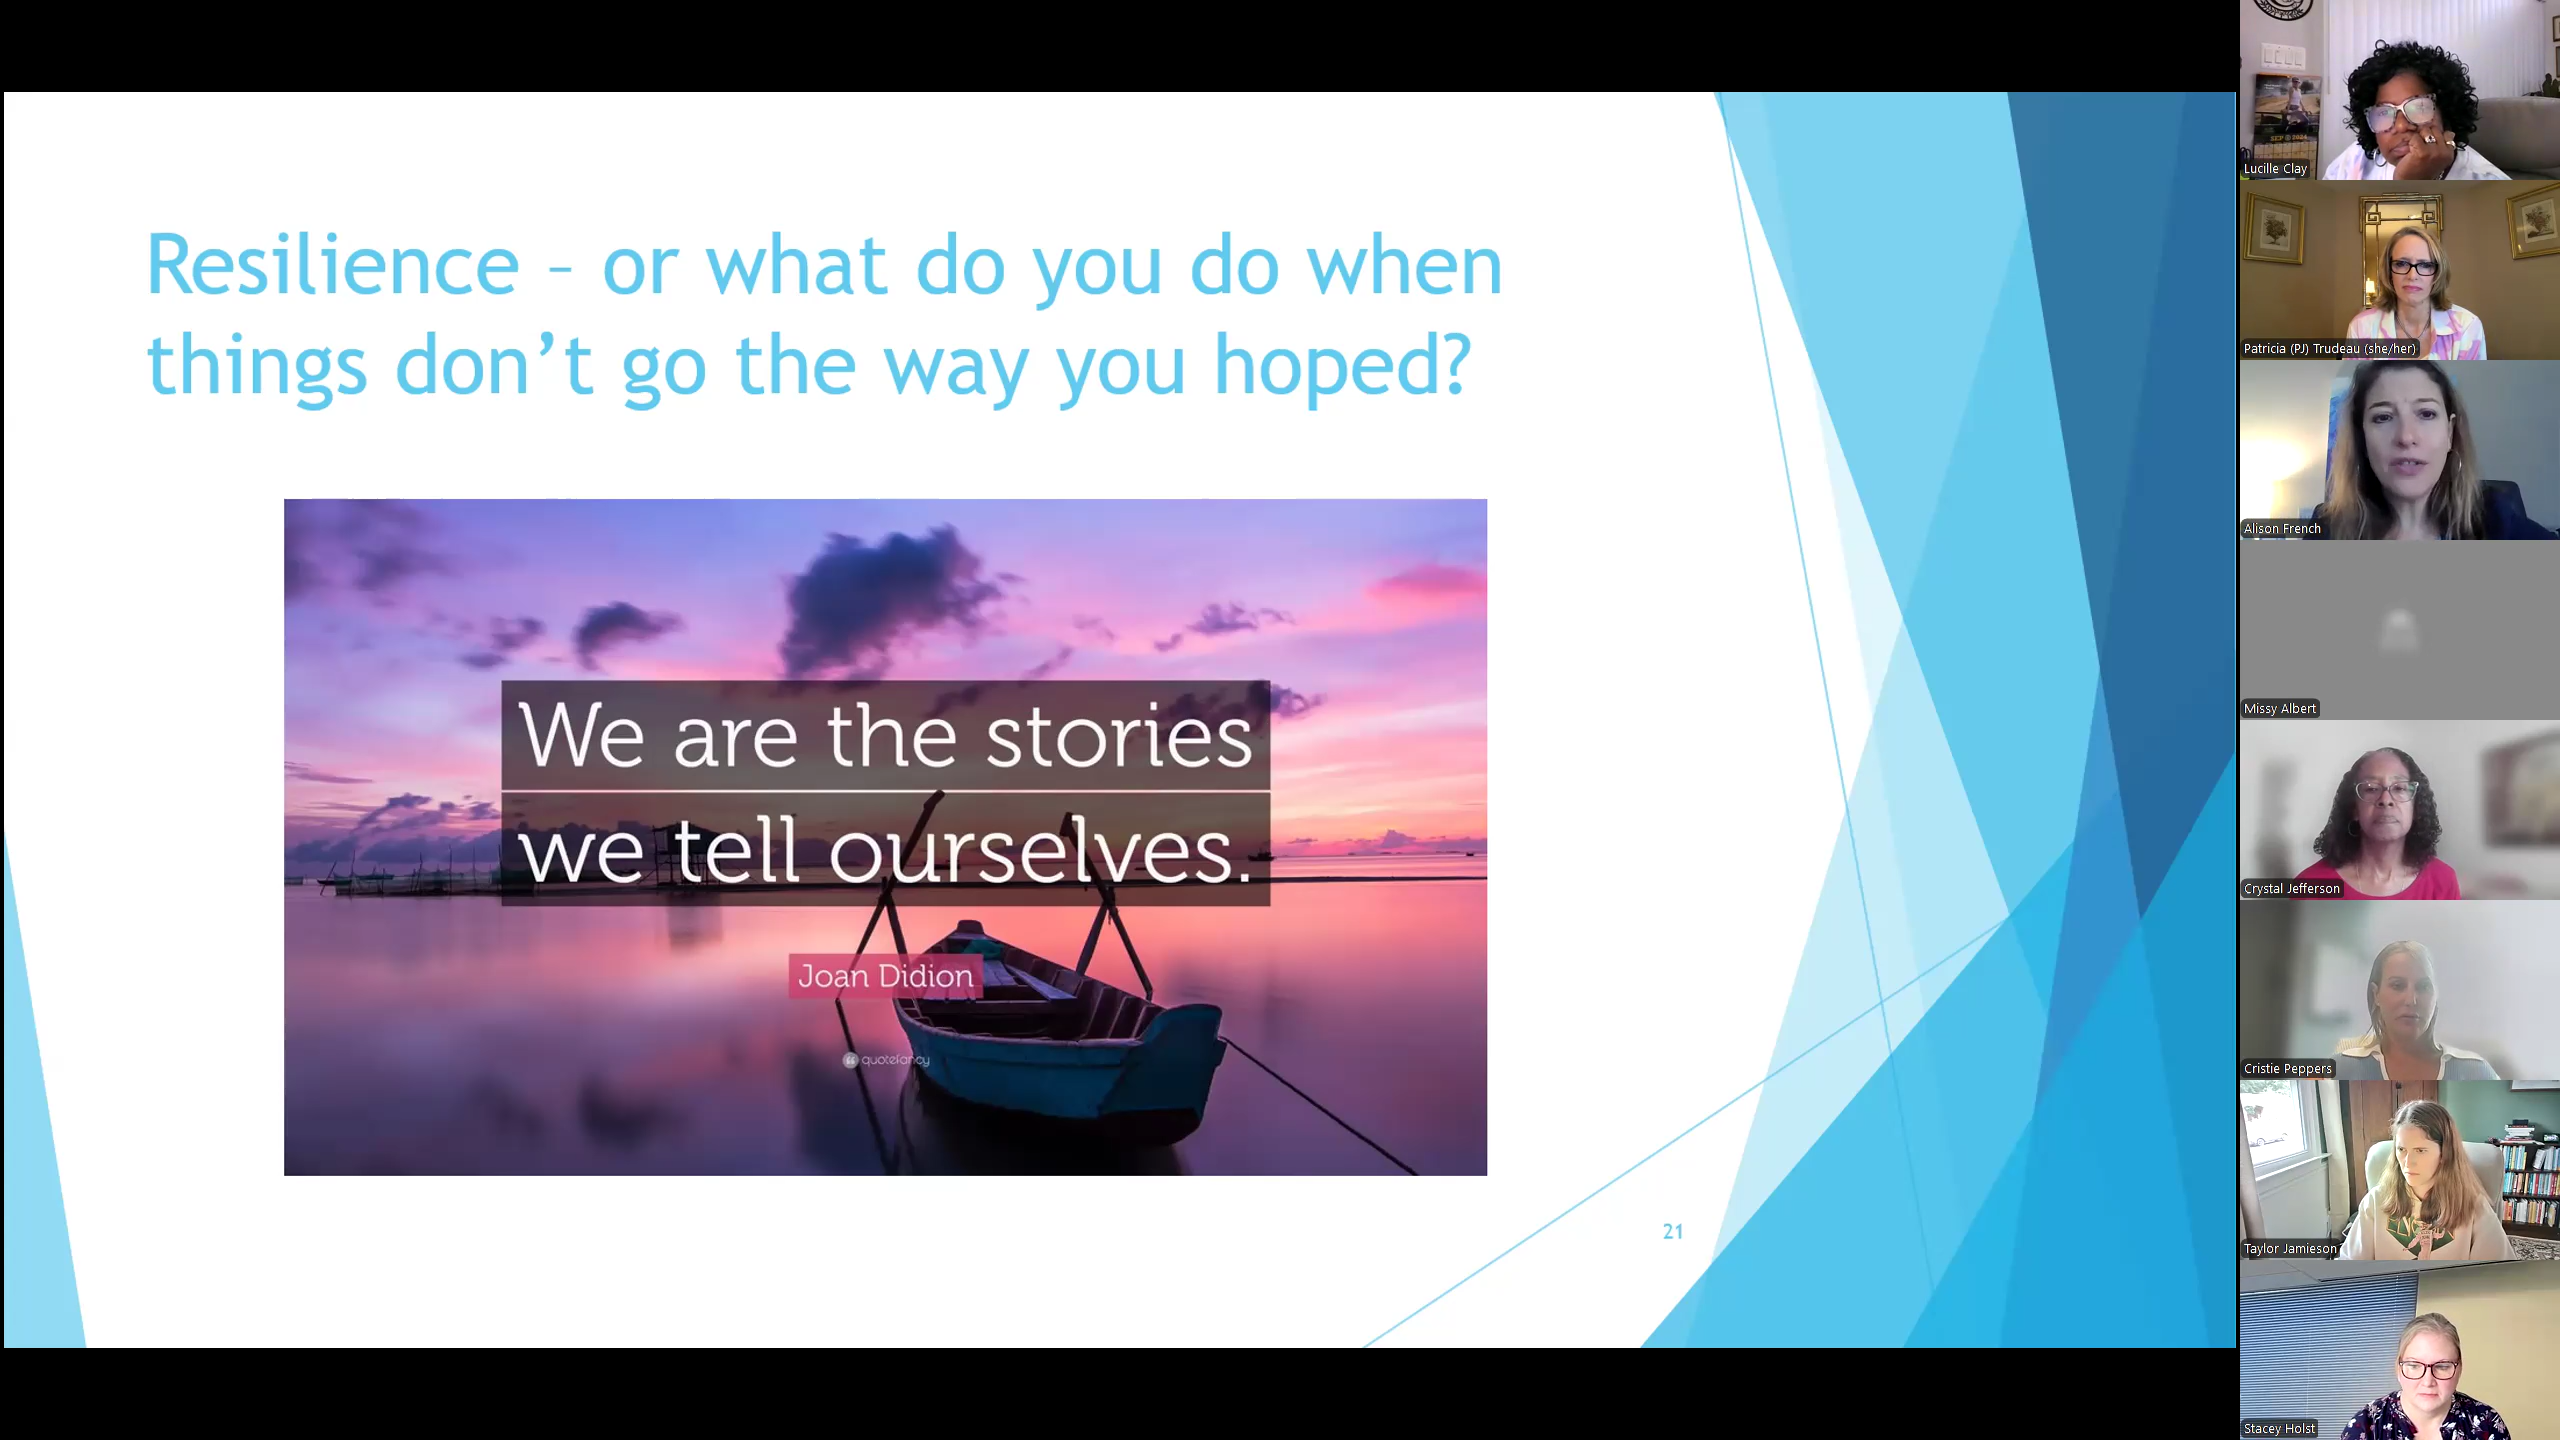 Resilience – or what do you do when
things don’t go the way you hoped?
We are the stories
we tell ourselves.
Joan Didion
quotefancy
21
SEP 2024
Lucille Clay
Patricia (PJ) Trudeau (she/her)
Alison French
Missy Albert
Crystal Jefferson
Cristie Peppers
Taylor Jamieson
Stacey Holst